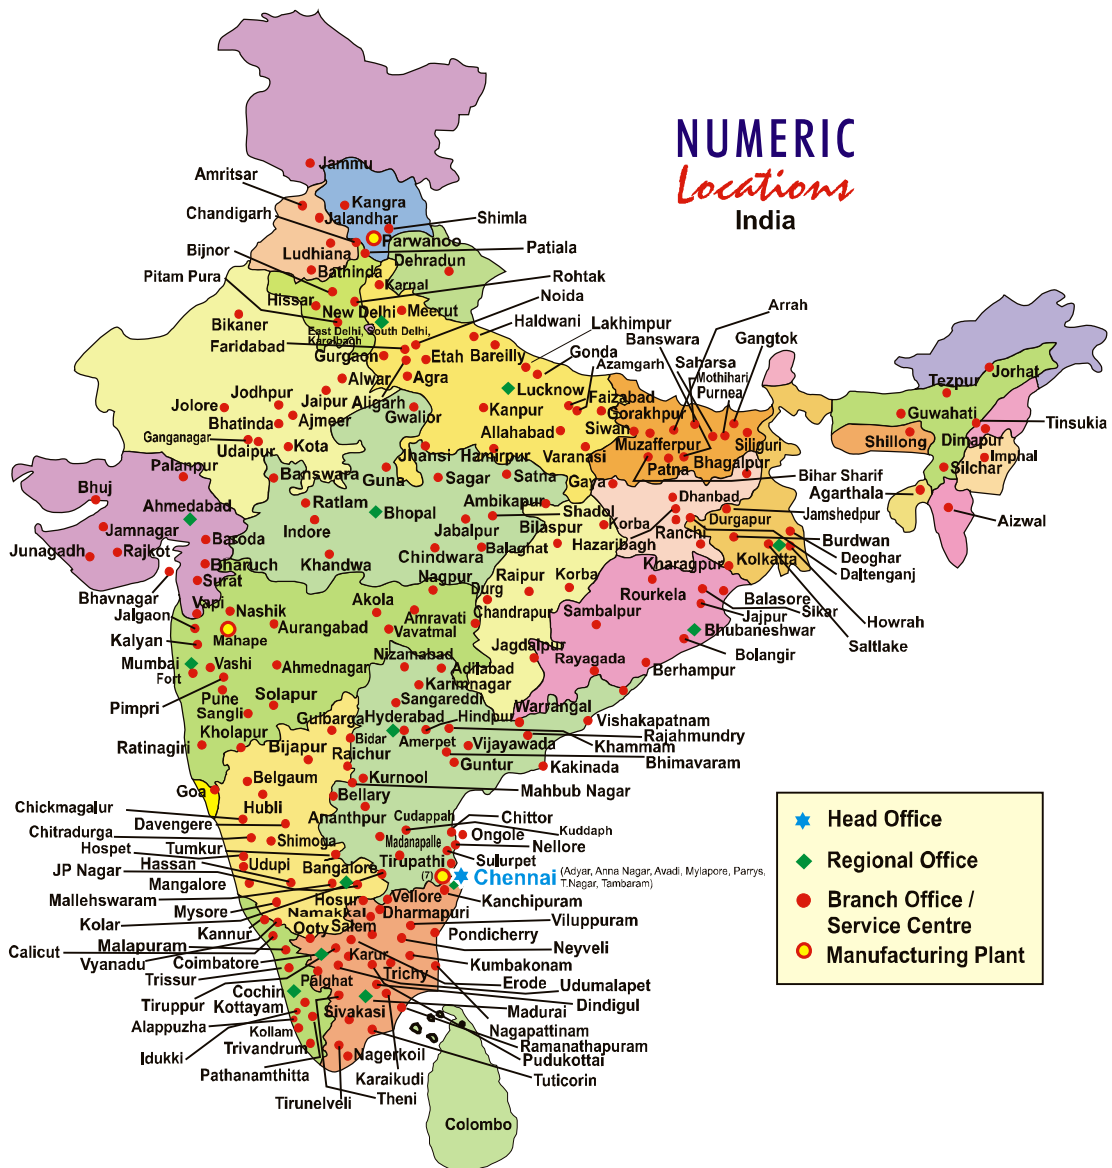 NUMERIC
Locations
India
Jammu
Amritsar
Kangra
Chandigarh
Jalandhar
Shimla
Bijnor
Parwanoo
Ludhiana
Patiala
Pitam Pura
Dehradun
Bathinda
Rohtak
Karnal
Hissar
Noida
New Delhi
Meerut
Bikaner
East Delhi, South Delhi,
Karolbagh
Haldwani
Lakhimpur
Arrah
Faridabad
Banswara
Gangtok
Gurgaon
Etah
Bareilly
Gonda
Azamgarh
Saharsa
Mothihari
Purnea
Alwar
Agra
Lucknow
Tezpur
Jorhat
Jodhpur
Jaipur
Aligarh
Faizabad
Jolore
Gwalior
Kanpur
Gorakhpur
Guwahati
Ajmeer
Bhatinda
Siwan
Tinsukia
Allahabad
Muzafferpur
Siliguri
Shillong
Dimapur
Ganganagar
Udaipur
Kota
Jhansi
Hamirpur
Varanasi
Patna
Bhagalpur
Imphal
Palanpur
Banswara
Guna
Sagar
Satna
Gaya
Bihar Sharif
Silchar
Bhuj
Ahmedabad
Ratlam
Bhopal
Ambikapur
Dhanbad
Agarthala
Shadol
Jamshedpur
Jamnagar
Indore
Jabalpur
Bilaspur
Korba
Durgapur
Aizwal
Junagadh
Rajkot
Baroda
Chindwara
Balaghat
Hazaribagh
Ranchi
Burdwan
Bharuch
Khandwa
Kharagpur
Kolkatta
Deoghar
Surat
Nagpur
Durg
Raipur
Korba
Daltenganj
Bhavnagar
Vapi
Nashik
Akola
Amravati
Chandrapur
Rourkela
Balasore
Jalgaon
Sambalpur
Jajpur
Sikar
Howrah
Kalyan
Mahape
Aurangabad
Vavatmal
Bhubaneshwar
Saltlake
Mumbai
Fort
Vashi
Ahmednagar
Nizamabad
Adilabad
Jagdalpur
Rayagada
Bolangir
Berhampur
Karimnagar
Pimpri
Pune
Solapur
Sangareddi
Sangli
Gulbarga
Hyderabad
Hindpur
Warrangal
Vishakapatnam
Kholapur
Rajahmundry
Ratinagiri
Bijapur
Bidar
Amerpet
Vijayawada
Khammam
Raichur
Guntur
Bhimavaram
Belgaum
Kurnool
Kakinada
Goa
Mahbub Nagar
Hubli
Bellary
Chickmagalur
Ananthpur
Cudappah
Chittor
Davengere
Kuddaph
Chitradurga
Shimoga
Madanapalle
Ongole
Hospet
Tumkur
Nellore
Hassan
Udupi
Bangalore
Tirupathi
Sulurpet
JP Nagar
(7)
Chennai
(Adyar, Anna Nagar, Avadi, Mylapore, Parrys,
T.Nagar, Tambaram)
Mangalore
Mallehswaram
Hosur
Vellore
Kanchipuram
Mysore
Namakkal
Dharmapuri
Kolar
Viluppuram
Kannur
Ooty
Salem
Pondicherry
Calicut
Malapuram
Neyveli
Vyanadu
Coimbatore
Karur
Kumbakonam
Trissur
Palghat
Trichy
Erode
Udumalapet
Tiruppur
Cochin
Dindigul
Kottayam
Sivakasi
Madurai
Alappuzha
Kollam
Nagapattinam
Idukki
Trivandrum
Ramanathapuram
Nagerkoil
Pudukottai
Pathanamthitta
Karaikudi
Tuticorin
Theni
Tirunelveli
Colombo
Head Office
Regional Office
Branch Office /
Service Centre
Manufacturing Plant